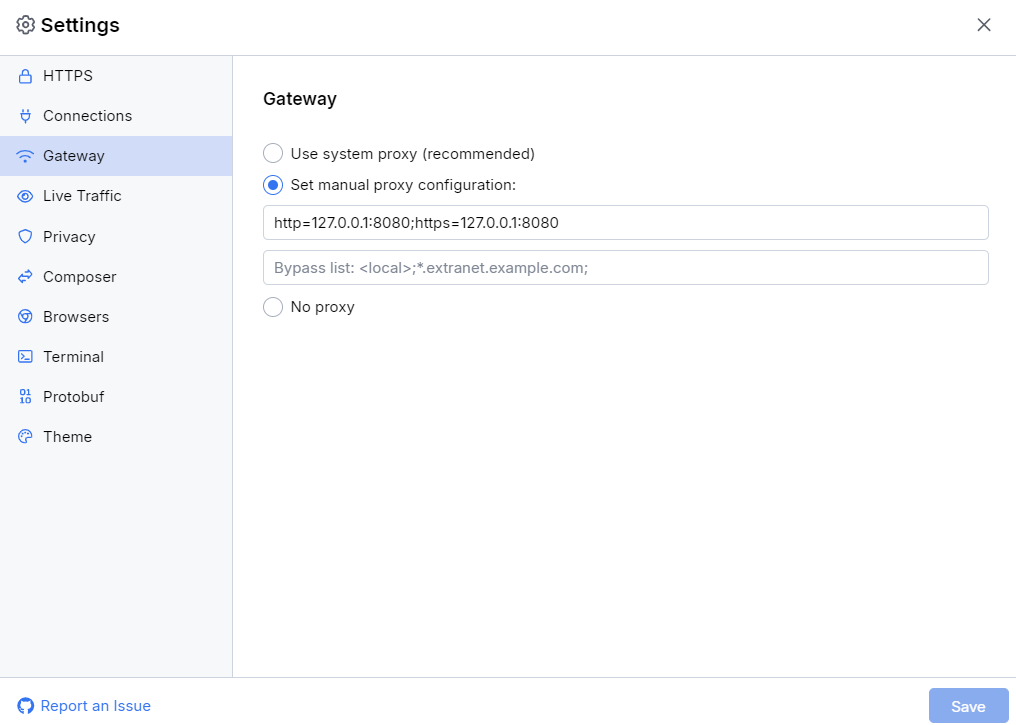 Settings
HTTPS
Connections
Gateway
Live Traffic
Privacy
Composer
Browsers
Terminal
Protobuf
Theme
Gateway
Use system proxy (recommended)
Set manual proxy configuration:
http=127.0.0.1:8080;https=127.0.0.1:8080
Bypass list: <local>;*.extranet.example.com;
No proxy
Report an Issue
Save